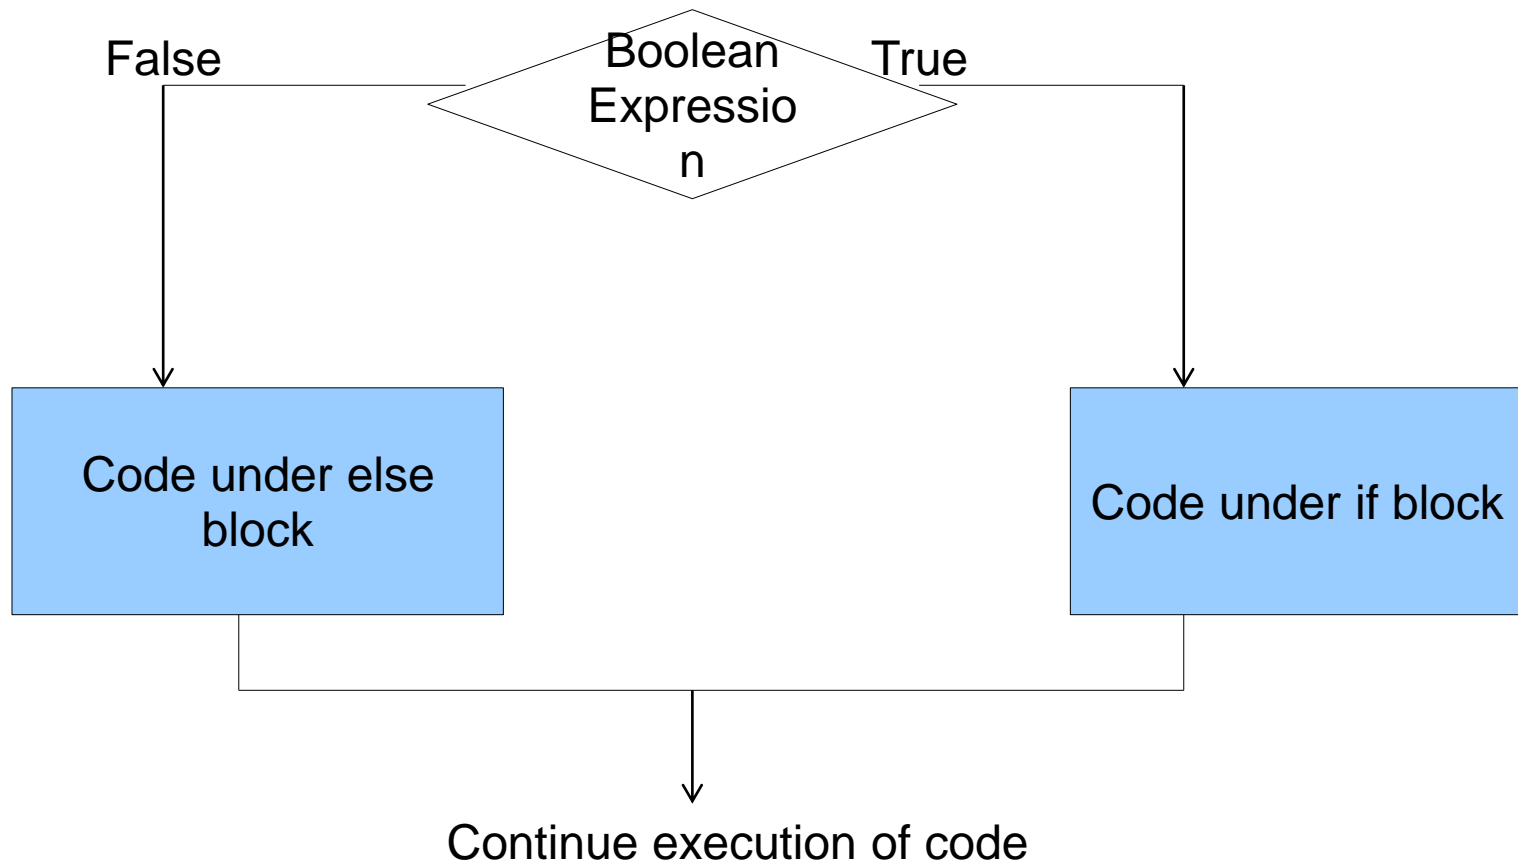 False
Boolean
Expressio
n
True
Code under else
block
Code under if block
Continue execution of code